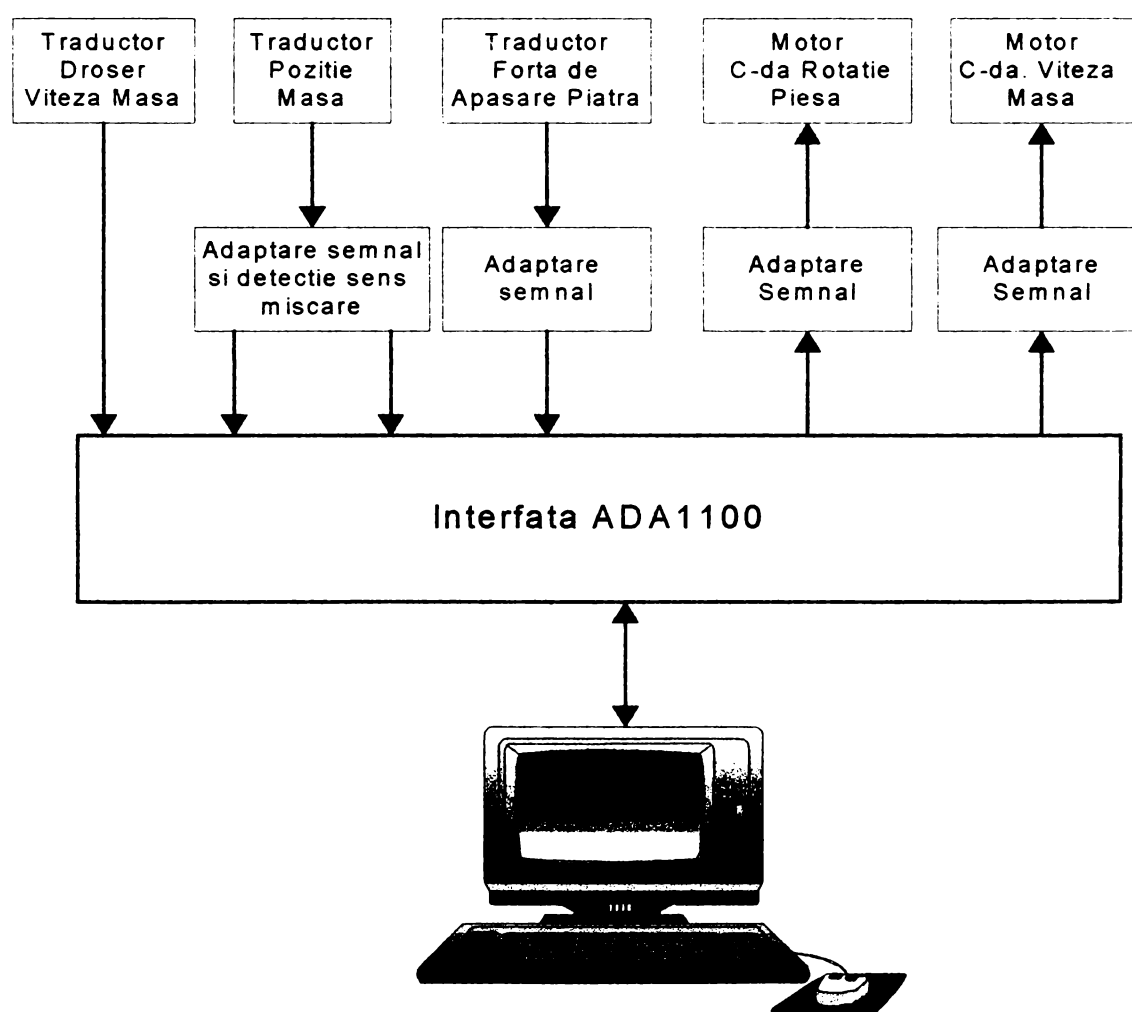 Traductor
Droser
Viteza Masa
Traductor
Pozitie
Masa
Traductor
Forta de
Apasare Piatra
Motor
C-da Rotatie
Piesa
Motor
C-da. Viteza
Masa
Adaptare semnal
si detectie sens
miscare
Adaptare
semnal
Adaptare
Semnal
Adaptare
Semnal
Interfata ADA1100